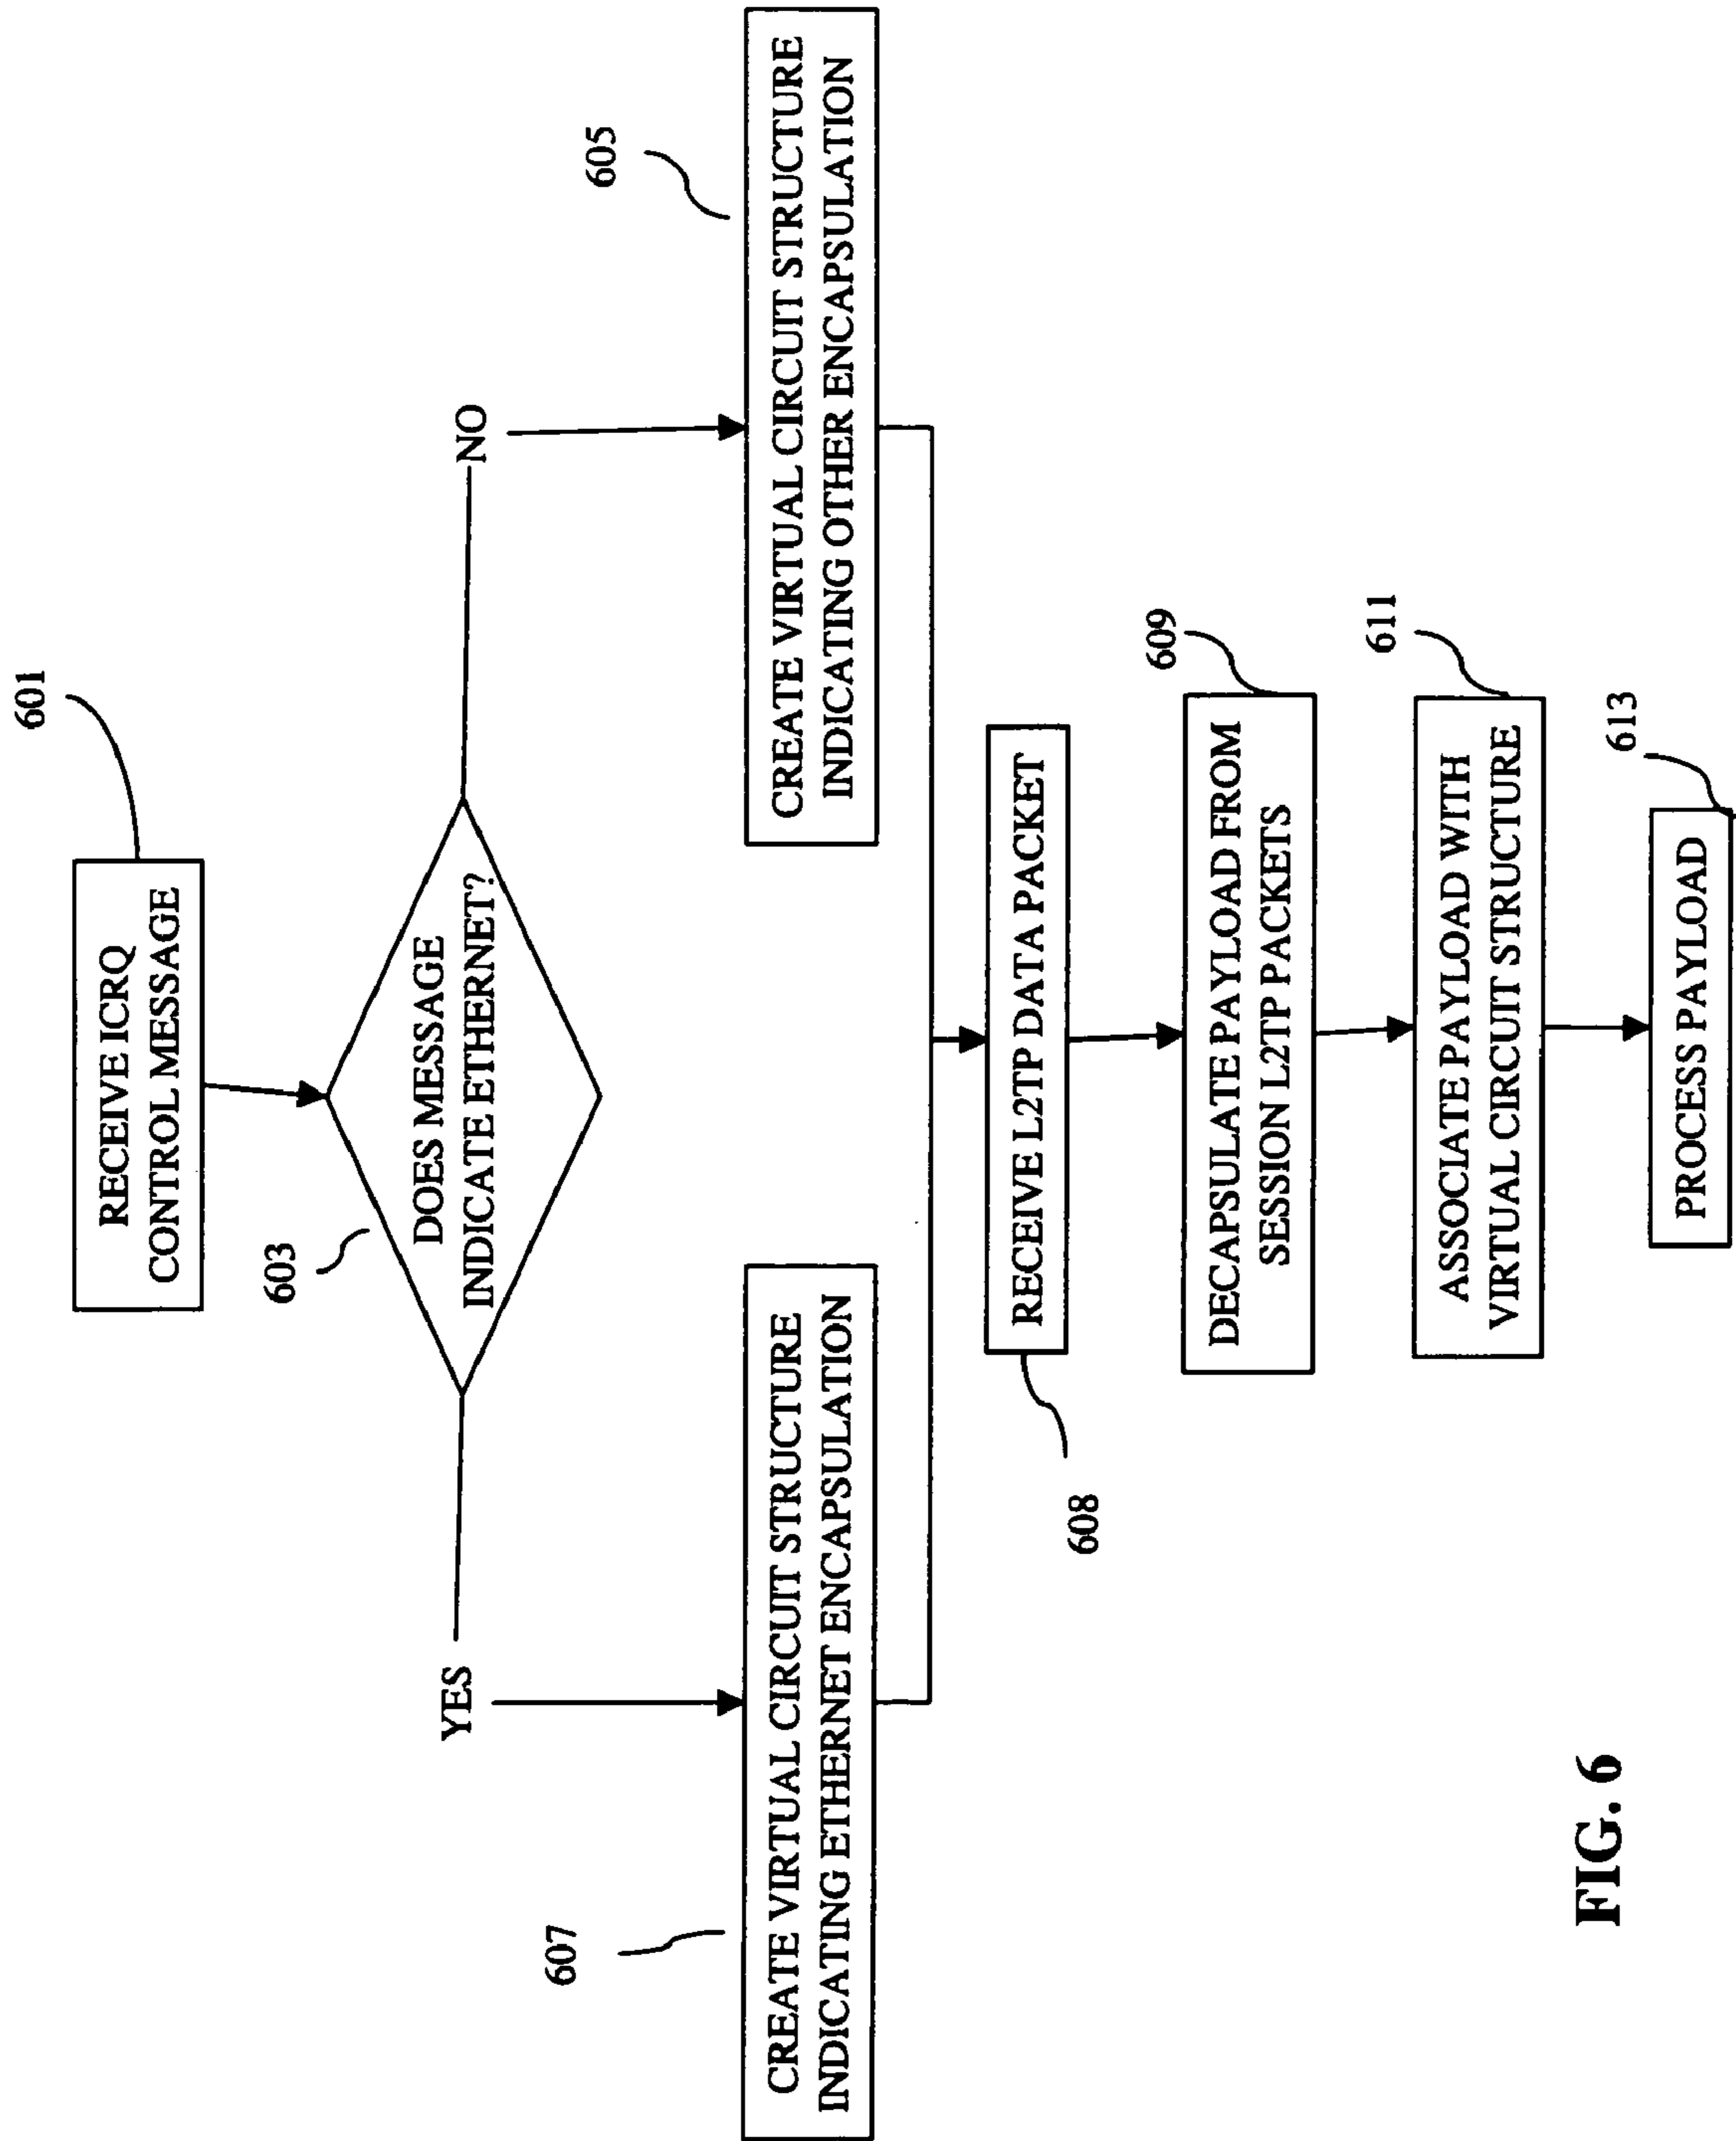 601
RECEIVE ICRQ
CONTROL MESSAGE
603
DOES MESSAGE
INDICATE ETHERNET?
YES
NO
607
CREATE VIRTUAL CIRCUIT STRUCTURE
INDICATING ETHERNET ENCAPSULATION
605
CREATE VIRTUAL CIRCUIT STRUCTURE
INDICATING OTHER ENCAPSULATION
608
RECEIVE L2TP DATA PACKET
609
DECAPSULATE PAYLOAD FROM
SESSION L2TP PACKETS
611
ASSOCIATE PAYLOAD WITH
VIRTUAL CIRCUIT STRUCTURE
613
PROCESS PAYLOAD
FIG. 6